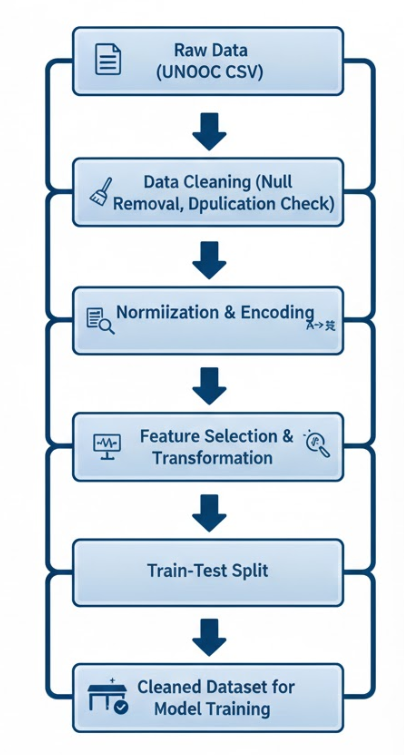 Raw Data
(UNOOC CSV)
Data Cleaning (Null
Removal, Dpulication Check)
Normiization & Encoding
A→
Feature Selection &
Transformation
Train-Test Split
Cleaned Dataset for
Model Training